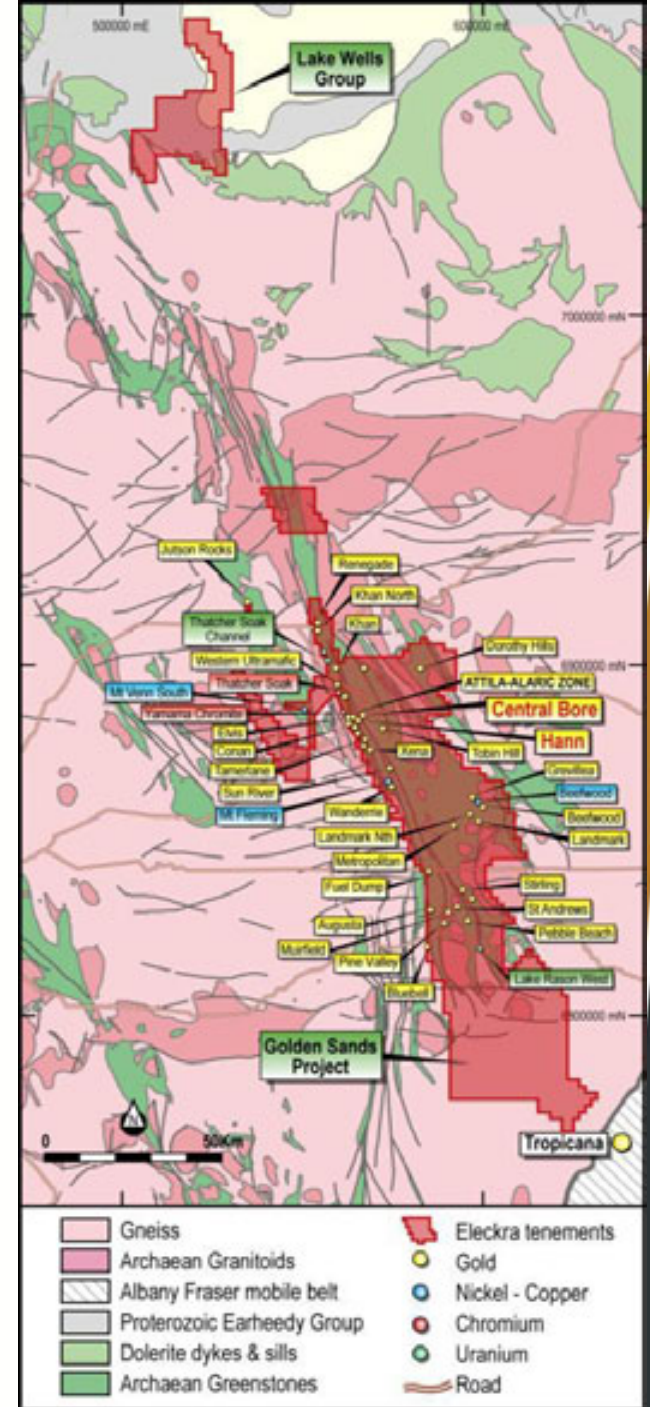 500000 mE
600000 mE
Lake Wells
Group
7000000 mN
Jutson Rocks
Renegade
Khan North
Thatcher Soak
Channel
Khan
Dorothy Hills
Western Ultramafic
6900000 mN
Thatcher Soak
ATTILA-ALARIC ZONE
Mt Venn South
Central Bore
Yamarna Chromite
Elvis
Hann
Conan
Xena
Tobin Hill
Tamerlane
Grevillea
Sun River
Beefwood
Mt Fleming
Wanderrie
Beefwood
Landmark Nth
Landmark
Metropolitan
Fuel Dump
Stirling
St Andrews
Augusta
Pebble Beach
Muirfield
Pine Valley
Lake Rason West
Bluebell
6800000 mN
Golden Sands
Project
N
0
50Km
Tropicana
Gneiss
Archaean Granitoids
Albany Fraser mobile belt
Proterozoic Earheedy Group
Dolerite dykes & sills
Archaean Greenstones
Eleckra tenements
Gold
Nickel - Copper
Chromium
Uranium
Road